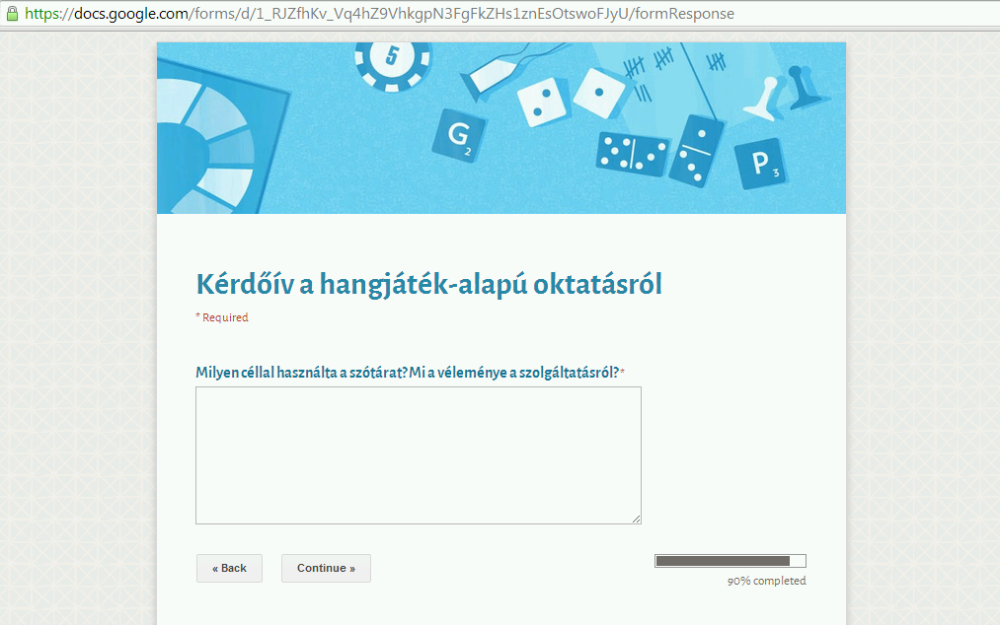 https://docs.google.com/forms/d/1_RJZfhKv_Vq4hZ9VhkgpN3FgFkZHs1znEsOtswoFJyU/formResponse
5
G2
P3
Kérdőív a hangjáték-alapú oktatásról
* Required
Milyen céllal használta a szótárat? Mi a véleménye a szolgáltatásról? *
« Back
Continue »
90% completed